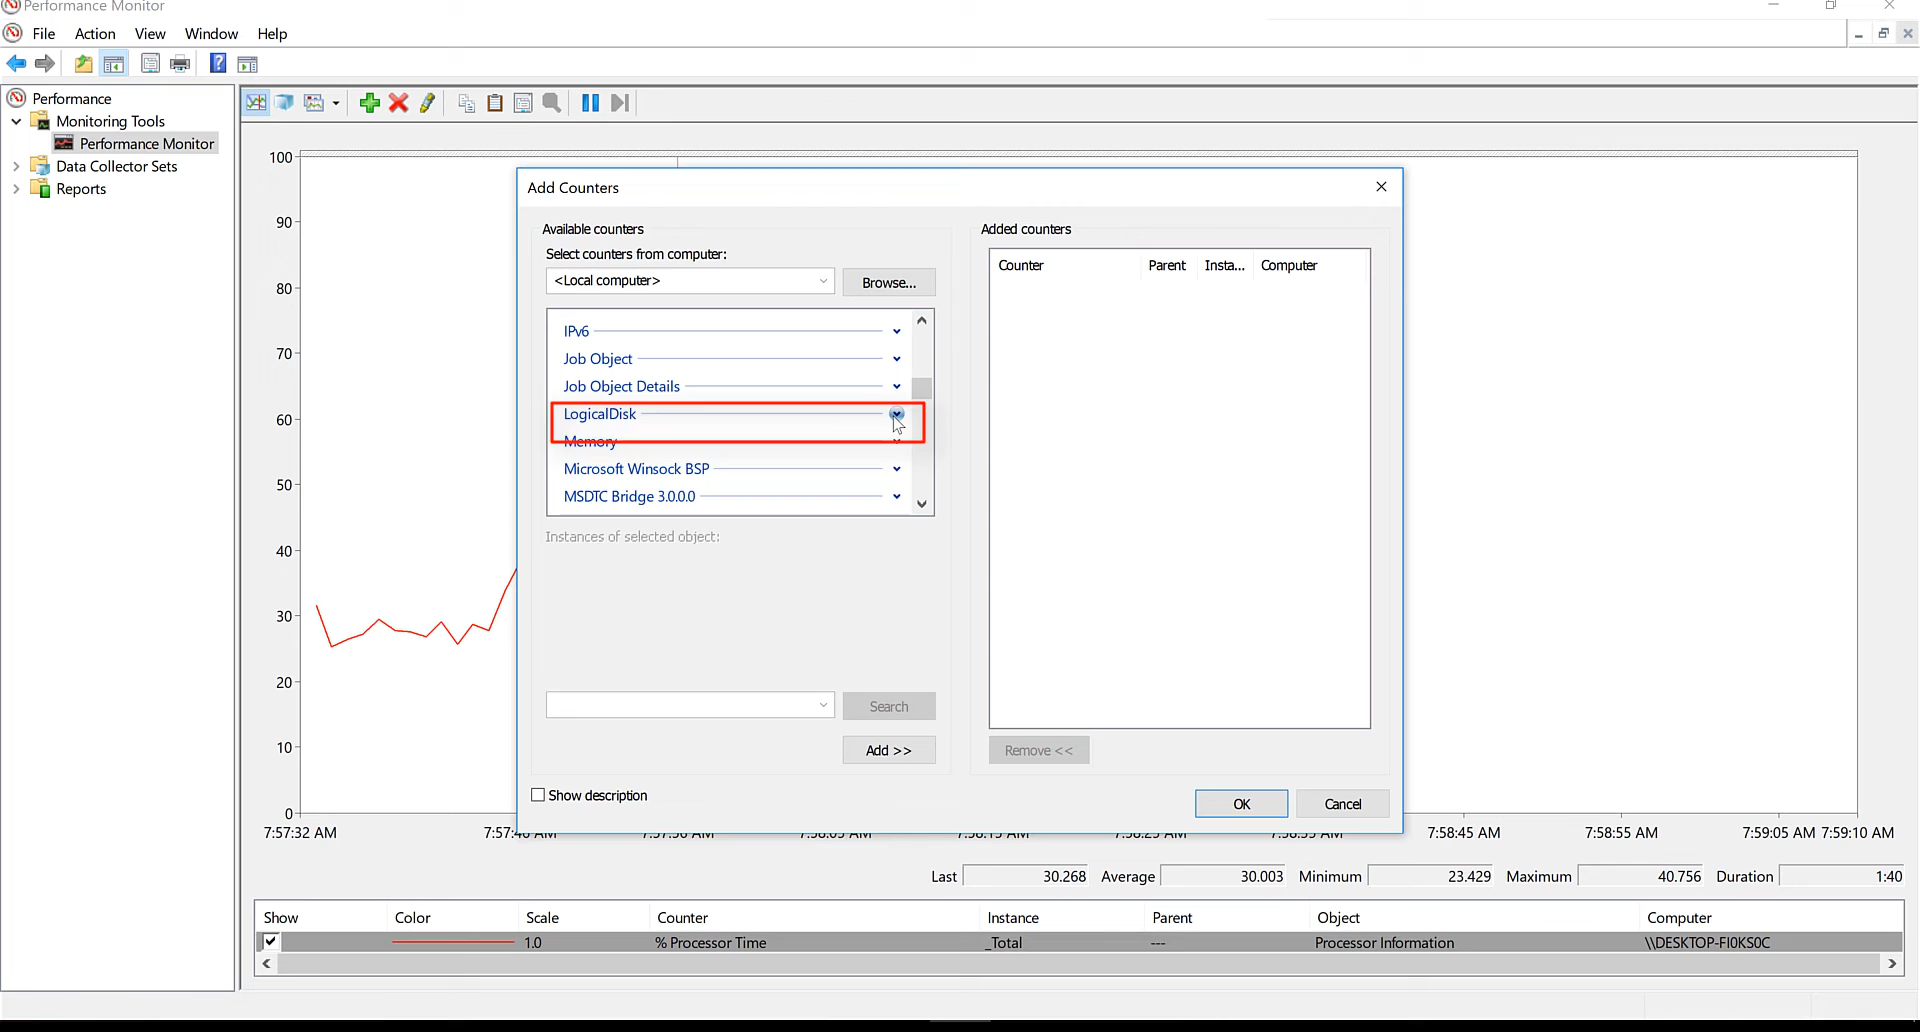 Performance Monitor
File Action View Window Help
Performance
Monitoring Tools
Performance Monitor
Data Collector Sets
Reports
100
90
80
70
60
50
40
30
20
10
0
Add Counters
Available counters
Select counters from computer:
<Local computer>
Browse...
IPv6
Job Object
Job Object Details
LogicalDisk
Memory
Microsoft Winsock BSP
MSDTC Bridge 3.0.0.0
Instances of selected object:
Search
Add >>
Show description
Added counters
Counter Parent Insta... Computer
Remove <<
OK Cancel
7:57:32 AM 7:58:45 AM 7:58:55 AM 7:59:05 AM 7:59:10 AM
Last 30.268 Average 30.003 Minimum 23.429 Maximum 40.756 Duration 1:40
Show Color Scale Counter Instance Parent Object Computer
1.0 % Processor Time _Total --- Processor Information \\DESKTOP-FI0KS0C